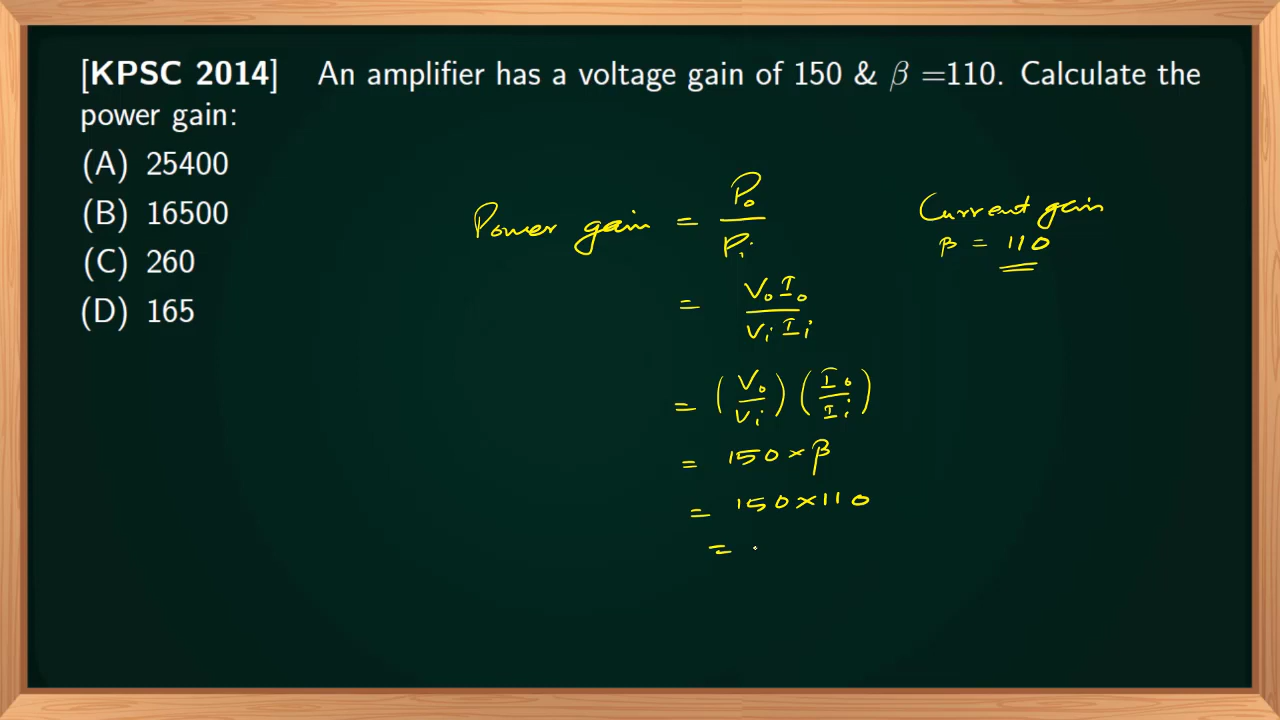 [KPSC 2014] An amplifier has a voltage gain of 150 & β =110. Calculate the
power gain:
(A) 25400
(B) 16500
(C) 260
(D) 165
Power gain = P₀/Pᵢ
= V₀I₀/VᵢIᵢ
= (V₀/Vᵢ)(I₀/Iᵢ)
= 150×β
= 150×110
=
Current gain
β = 110